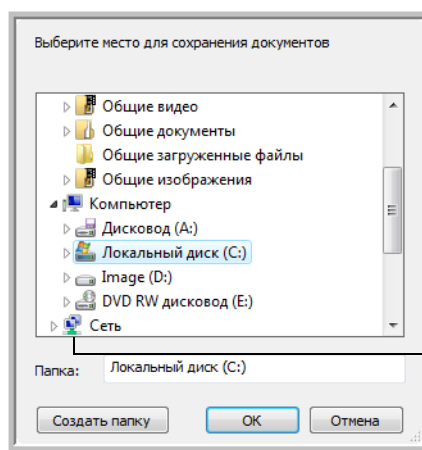 Выберите место для сохранения документов
Общие видео
Общие документы
Общие загруженные файлы
Общие изображения
Компьютер
Дисковод (A:)
Локальный диск (C:)
Image (D:)
DVD RW дисковод (E:)
Сеть
Папка: Локальный диск (C:)
Создать папку OK Отмена